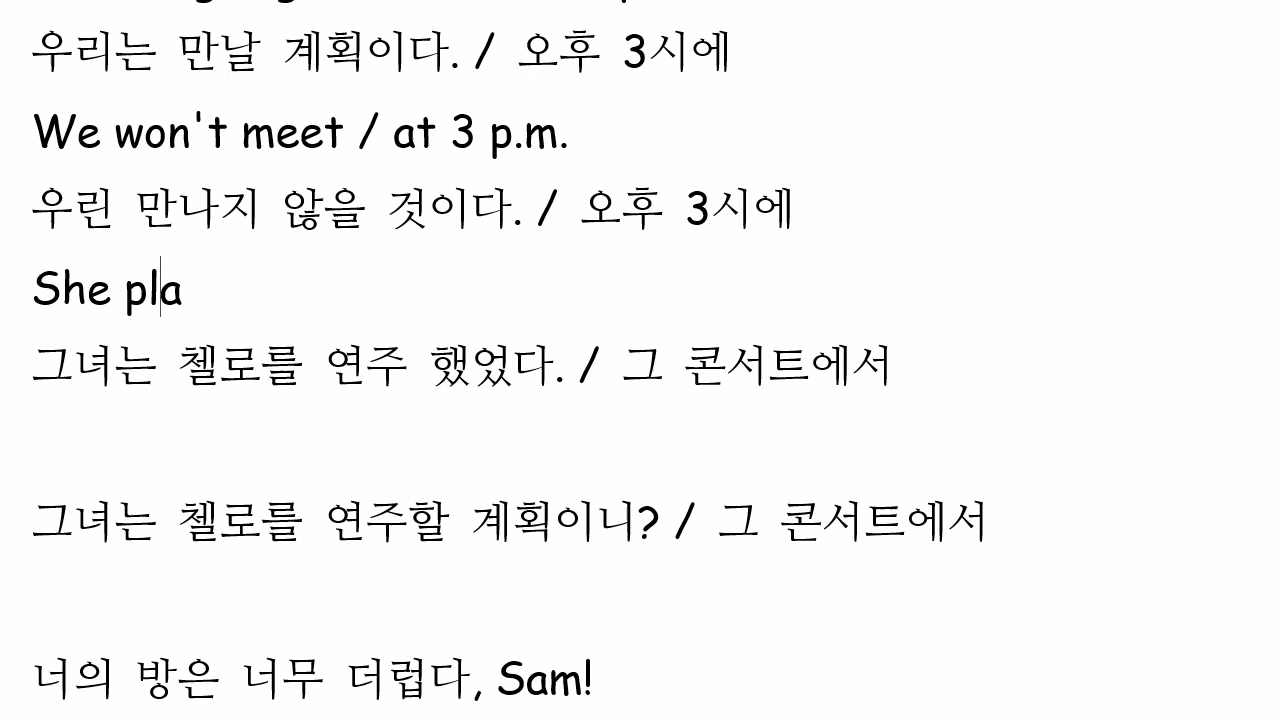 우리는 만날 계획이다. / 오후 3시에
We won't meet / at 3 p.m.
우린 만나지 않을 것이다. / 오후 3시에
She pla
그녀는 첼로를 연주 했었다. / 그 콘서트에서
그녀는 첼로를 연주할 계획이니? / 그 콘서트에서
너의 방은 너무 더럽다, Sam!